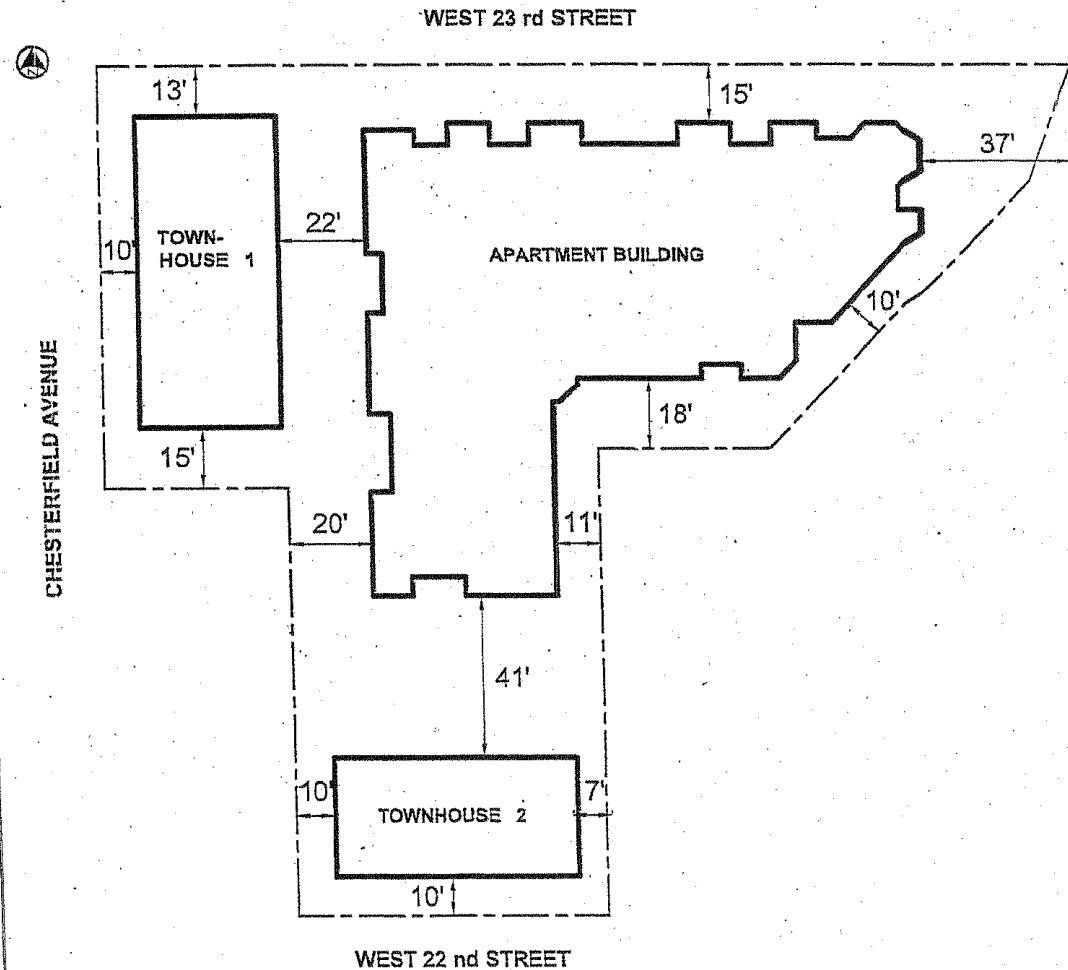 WEST 23 rd STREET
13'
15'
37'
22'
TOWN-
HOUSE 1
10'
APARTMENT BUILDING
10'
CHESTERFIELD AVENUE
18'
15'
20'
11'
41'
10'
TOWNHOUSE 2
7'
10'
WEST 22 nd STREET